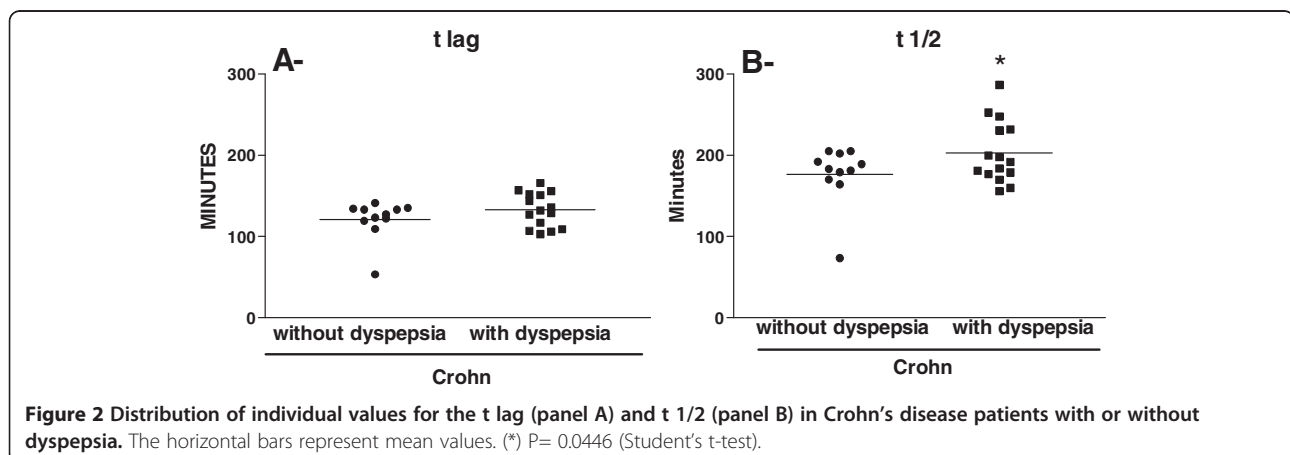 t lag
A-
300
200
100
0
MINUTES
without dyspepsia with dyspepsia
Crohn
t 1/2
B-
*
300
200
100
0
Minutes
without dyspepsia with dyspepsia
Crohn
Figure 2 Distribution of individual values for the t lag (panel A) and t 1/2 (panel B) in Crohn's disease patients with or without
dyspepsia. The horizontal bars represent mean values. (*) P= 0.0446 (Student's t-test).